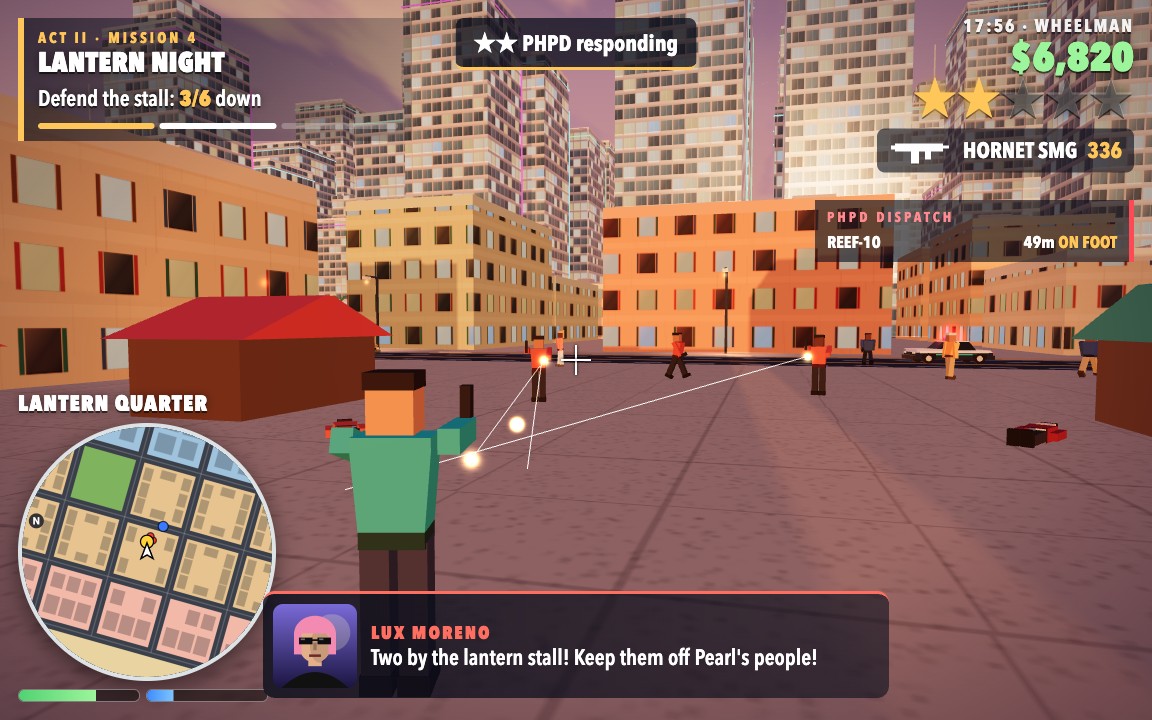 ACT II · MISSION 4
LANTERN NIGHT
Defend the stall: 3/6 down
★★ PHPD responding
17:56 · WHEELMAN
$6,820
HORNET SMG 336
PHPD DISPATCH
REEF-10 49m ON FOOT
LANTERN QUARTER
N
LUX MORENO
Two by the lantern stall! Keep them off Pearl's people!